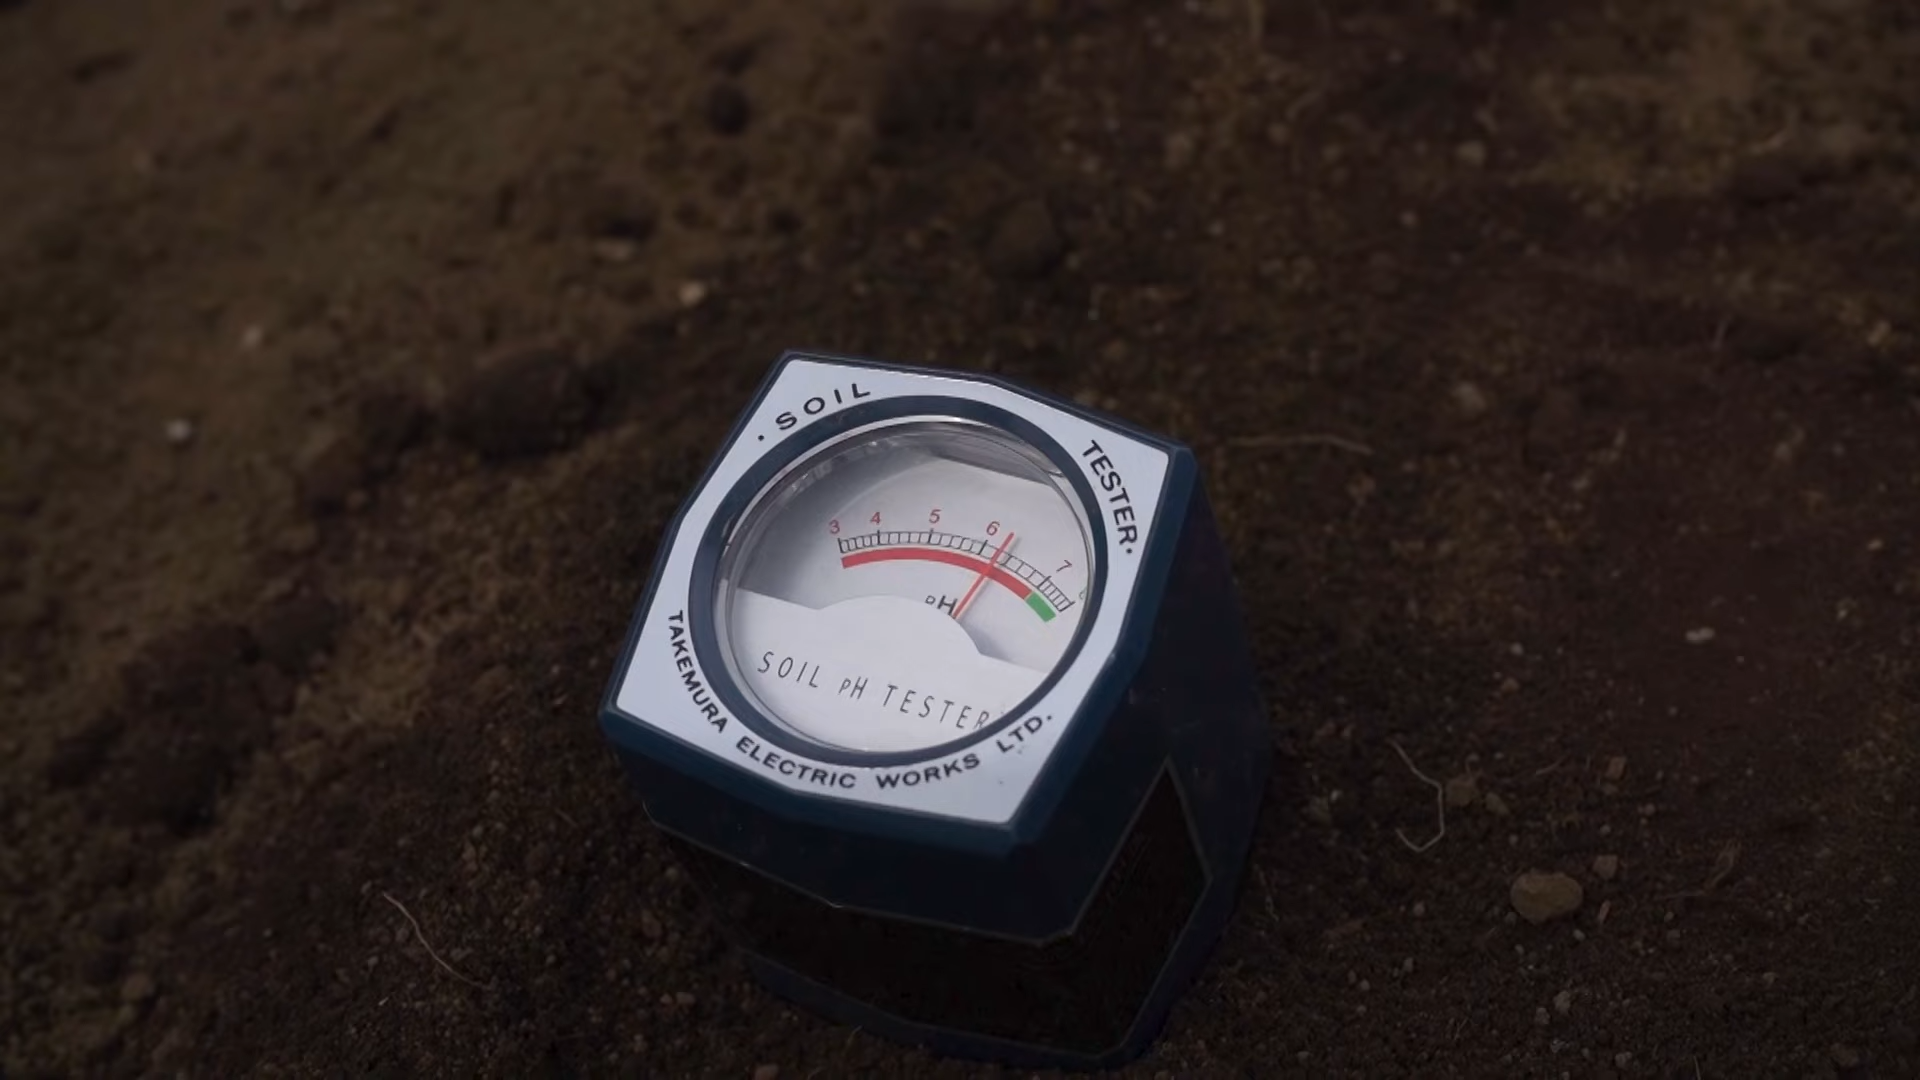 · SOIL TESTER ·
3 4 5 6 7
pH
SOIL pH TESTER
TAKEMURA ELECTRIC WORKS LTD.